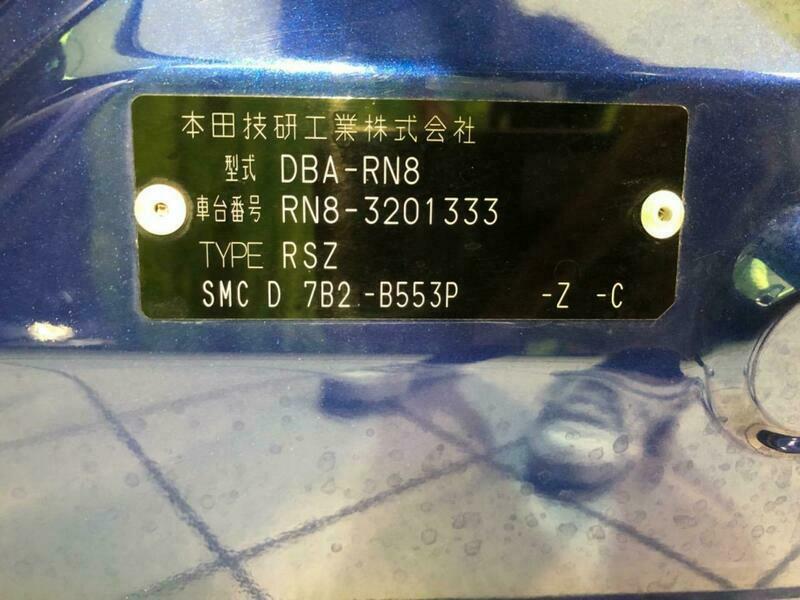 本田技研工業株式会社
型式 DBA-RN8
車台番号 RN8-3201333
TYPE RSZ
SMC D 7B2 -B553P -Z -C